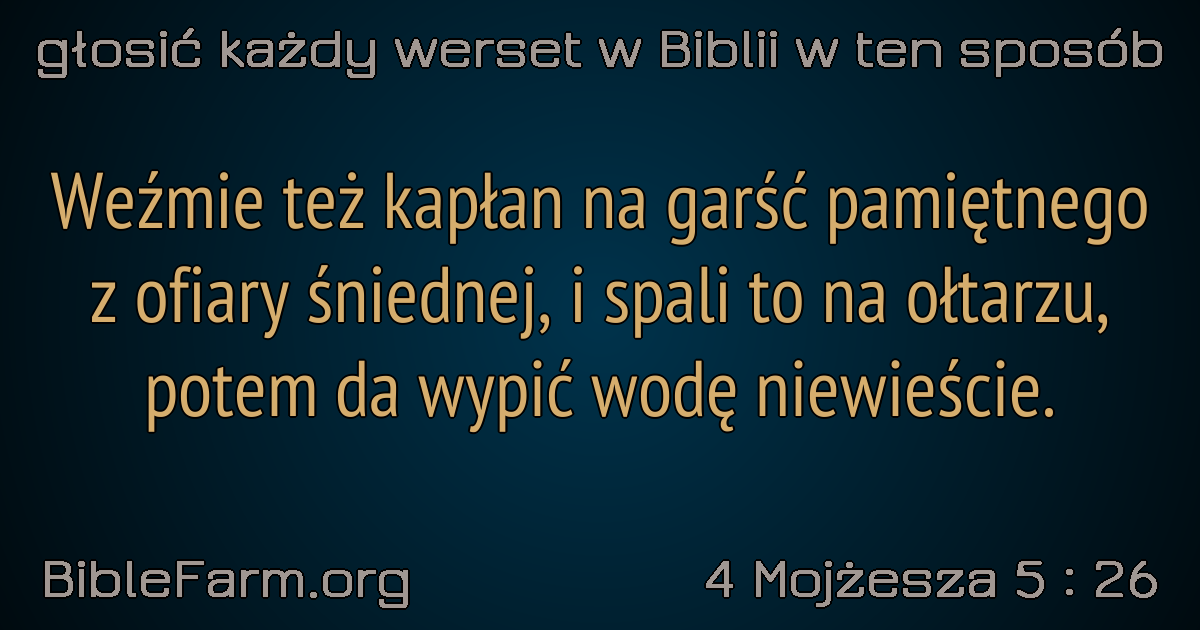 głosić każdy werset w Biblii w ten sposób
Weźmie też kapłan na garść pamiętnego
z ofiary śniednej, i spali to na ołtarzu,
potem da wypić wodę niewieście.
BibleFarm.org
4 Mojżesza 5 : 26